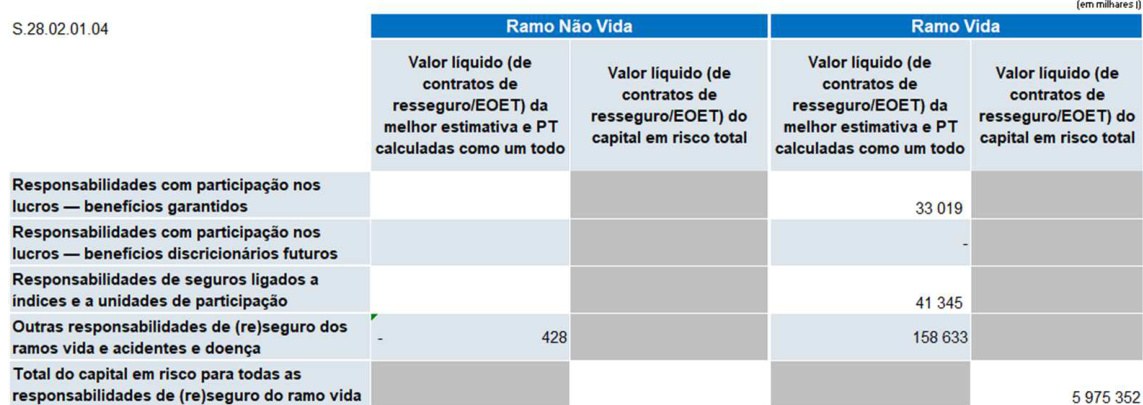 (em milhares |)
S.28.02.01.04
Ramo Não Vida
Ramo Vida
Valor líquido (de
contratos de
resseguro/EOET) da
melhor estimativa e PT
calculadas como um todo
Valor líquido (de
contratos de
resseguro/EOET) do
capital em risco total
Valor líquido (de
contratos de
resseguro/EOET) da
melhor estimativa e PT
calculadas como um todo
Valor líquido (de
contratos de
resseguro/EOET) do
capital em risco total
Responsabilidades com participação nos
lucros — benefícios garantidos
33 019
Responsabilidades com participação nos
lucros — benefícios discricionários futuros
-
Responsabilidades de seguros ligados a
índices e a unidades de participação
41 345
Outras responsabilidades de (re)seguro dos
ramos vida e acidentes e doença
- 428
158 633
Total do capital em risco para todas as
responsabilidades de (re)seguro do ramo vida
5 975 352